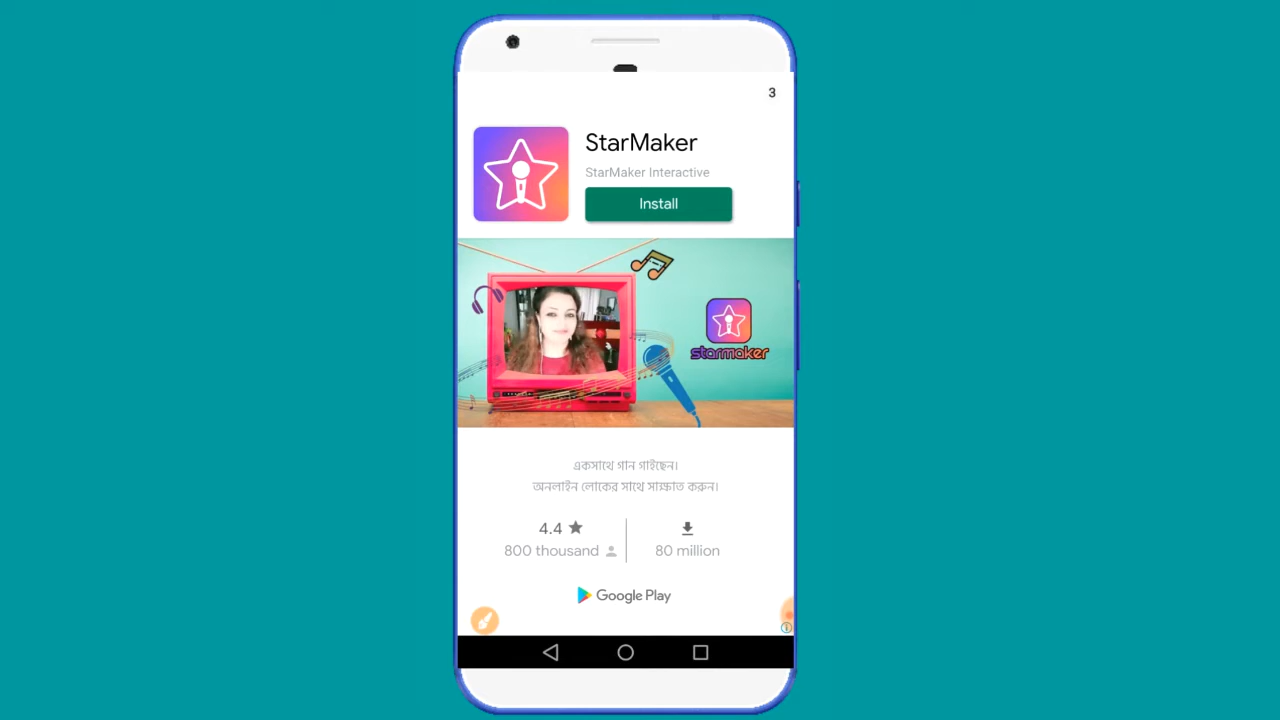 3
StarMaker
StarMaker Interactive
Install
starmaker
একসাথে গান গাইছেন।
অনলাইন লোকের সাথে সাক্ষাত করুন।
4.4
800 thousand
80 million
Google Play